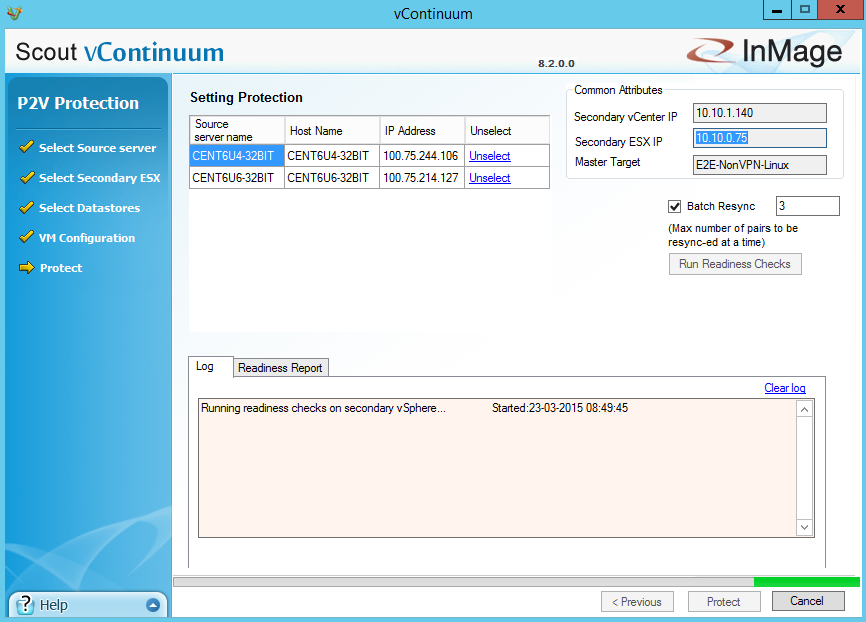 vContinuum
X
Scout vContinuum
8.2.0.0
InMage
P2V Protection
Select Source server
Select Secondary ESX
Select Datastores
VM Configuration
Protect
Setting Protection
Source
server name
Host Name
IP Address
Unselect
CENT6U4-32BIT
CENT6U4-32BIT
100.75.244.106
Unselect
CENT6U6-32BIT
CENT6U6-32BIT
100.75.214.127
Unselect
Common Attributes
Secondary vCenter IP
10.10.1.140
Secondary ESX IP
10.10.0.75
Master Target
E2E-NonVPN-Linux
Batch Resync
3
(Max number of pairs to be
resync-ed at a time)
Run Readiness Checks
Log
Readiness Report
Clear log
Running readiness checks on secondary vSphere...
Started:23-03-2015 08:49:45
? Help
< Previous
Protect
Cancel